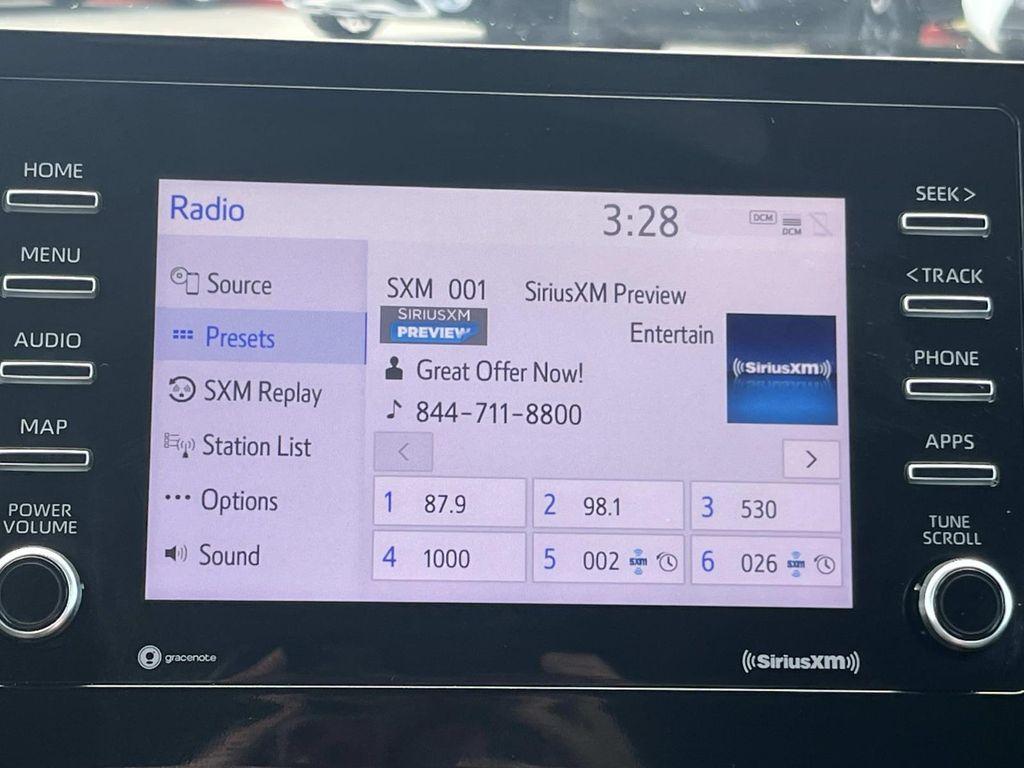 HOME
MENU
AUDIO
MAP
POWER
VOLUME
Radio
3:28
DCM
DCM
Source
Presets
SXM Replay
Station List
Options
Sound
SXM 001 SiriusXM Preview
SIRIUSXM
PREVIEW
Entertain
Great Offer Now!
844-711-8800
((SiriusXM))
<
>
1 87.9
2 98.1
3 530
4 1000
5 002 SXM
6 026 SXM
SEEK >
< TRACK
PHONE
APPS
TUNE
SCROLL
gracenote
((SiriusXM))